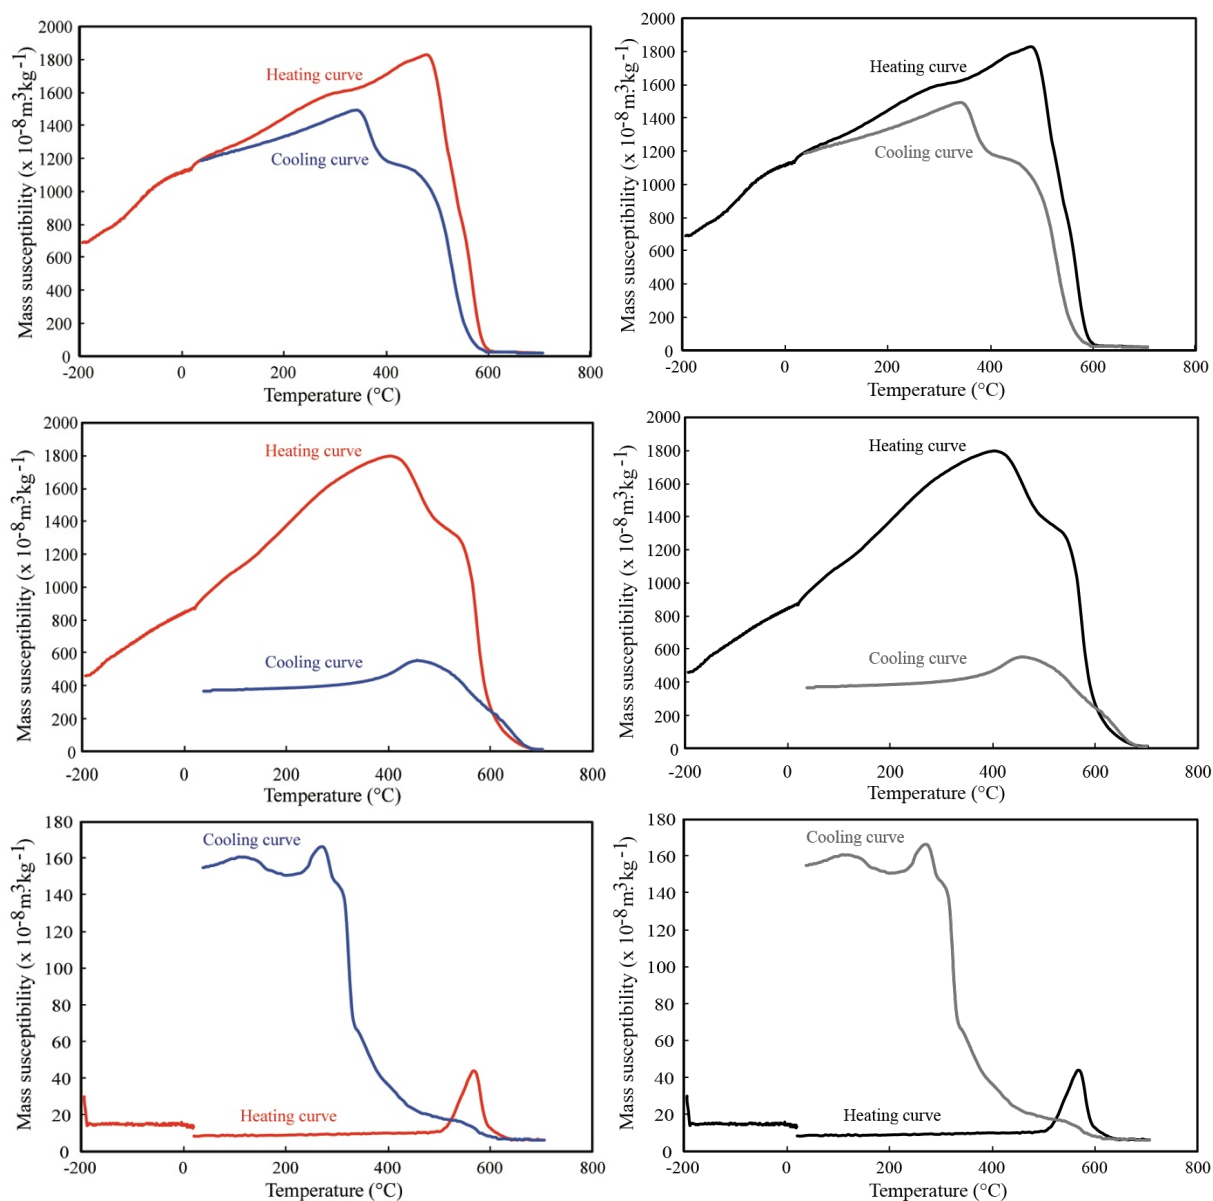 2000
1800
1600
1400
1200
1000
800
600
400
200
0
Mass susceptibility (x 10-8m3kg-1)
Heating curve
Cooling curve
-200 0 200 400 600 800
Temperature (°C)
2000
1800
1600
1400
1200
1000
800
600
400
200
0
Mass susceptibility (x 10-8m3kg-1)
Heating curve
Cooling curve
-200 0 200 400 600 800
Temperature (°C)
2000
1800
1600
1400
1200
1000
800
600
400
200
0
Mass susceptibility (x 10-8m3kg-1)
Heating curve
Cooling curve
-200 0 200 400 600 800
Temperature (°C)
2000
1800
1600
1400
1200
1000
800
600
400
200
0
Mass susceptibility (x 10-8m3kg-1)
Heating curve
Cooling curve
-200 0 200 400 600 800
Temperature (°C)
180
160
140
120
100
80
60
40
20
0
Mass susceptibility (x 10-8m3kg-1)
Cooling curve
Heating curve
-200 0 200 400 600 800
Temperature (°C)
180
160
140
120
100
80
60
40
20
0
Mass susceptibility (x 10-8m3kg-1)
Cooling curve
Heating curve
-200 0 200 400 600 800
Temperature (°C)